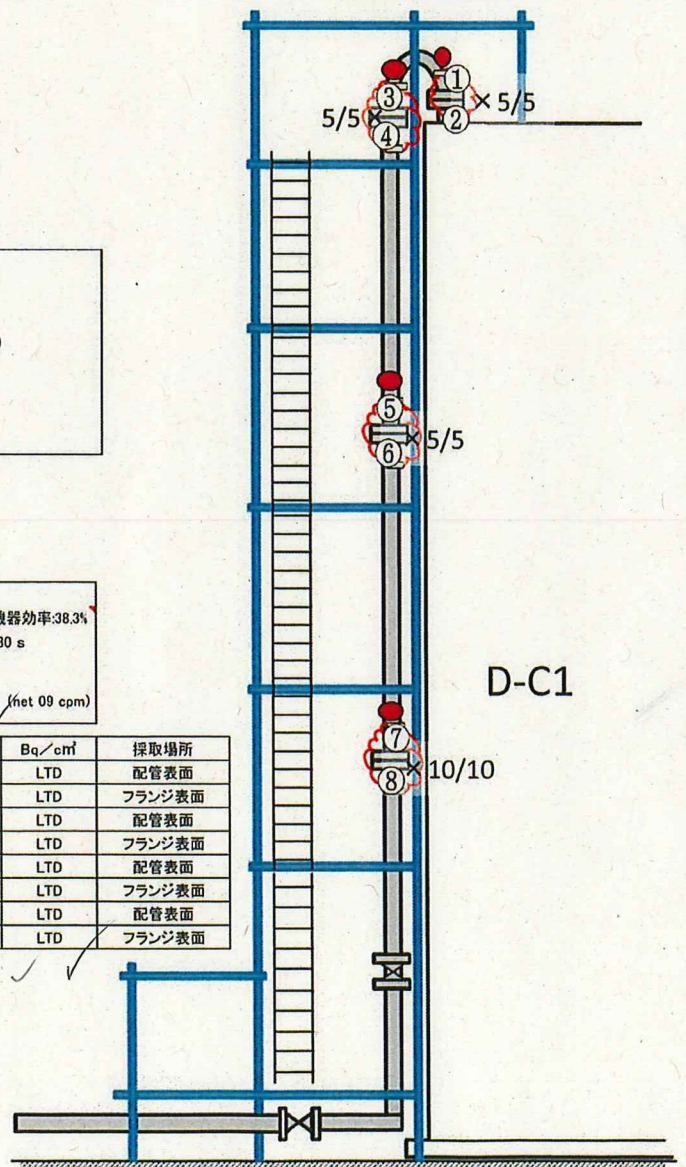 ① 5/5
③ ②
5/5 ④
⑤
5/5
⑥
機器効率:38.3%
30 s
(net 09 cpm)
D-C1
⑦
10/10
⑧
Bq/cm² 採取場所
LTD 配管表面
LTD フランジ表面
LTD 配管表面
LTD フランジ表面
LTD 配管表面
LTD フランジ表面
LTD 配管表面
LTD フランジ表面